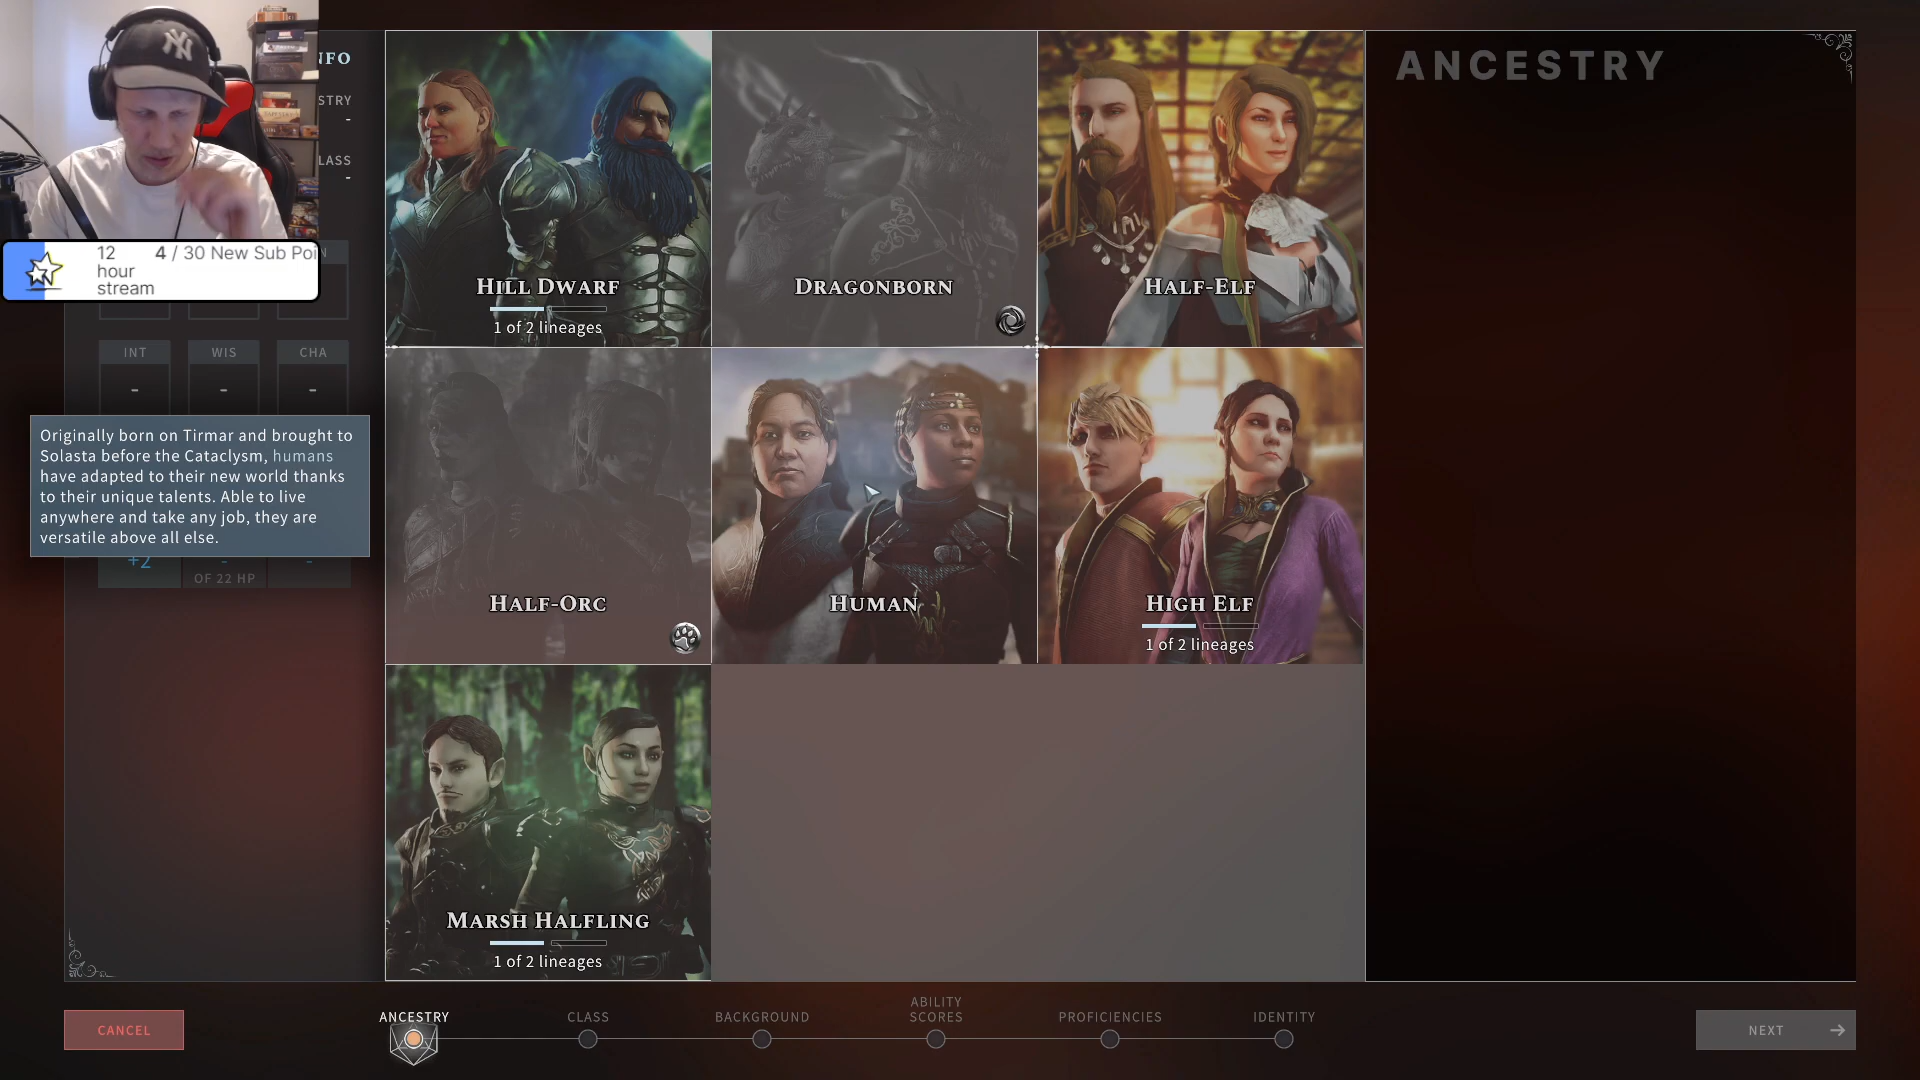 NFO
STRY
-
LASS
-
12 hour stream
4 / 30 New Sub Poi
N
INT
WIS
CHA
-
-
-
Originally born on Tirmar and brought to
Solasta before the Cataclysm, humans
have adapted to their new world thanks
to their unique talents. Able to live
anywhere and take any job, they are
versatile above all else.
+2
-
-
OF 22 HP
HILL DWARF
1 of 2 lineages
DRAGONBORN
HALF-ELF
HALF-ORC
HUMAN
HIGH ELF
1 of 2 lineages
MARSH HALFLING
1 of 2 lineages
ANCESTRY
CANCEL
ANCESTRY
CLASS
BACKGROUND
ABILITY
SCORES
PROFICIENCIES
IDENTITY
NEXT